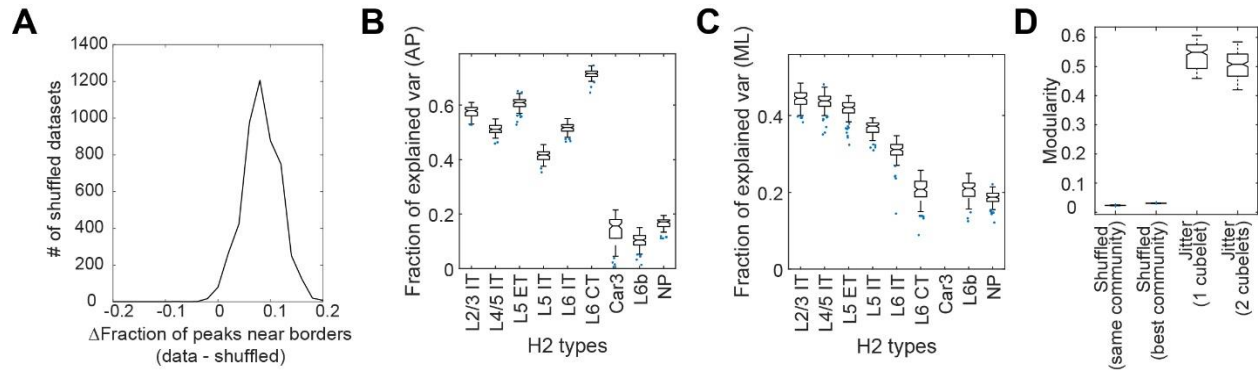 A
1400
1200
1000
800
600
400
200
0
-0.2
-0.1
0
0.1
0.2
# of shuffled datasets
ΔFraction of peaks near borders
(data - shuffled)
B
0.6
0.4
0.2
0
Fraction of explained var (AP)
L2/3 IT
L4/5 IT
L5 ET
L5 IT
L6 IT
L6 CT
Car3
L6b
NP
H2 types
C
0.4
0.2
0
Fraction of explained var (ML)
L2/3 IT
L4/5 IT
L5 ET
L5 IT
L6 IT
L6 CT
Car3
L6b
NP
H2 types
D
0.6
0.5
0.4
0.3
0.2
0.1
0
Modularity
Shuffled
(same community)
Shuffled
(best community)
Jitter
(1 cubelet)
Jitter
(2 cubelets)